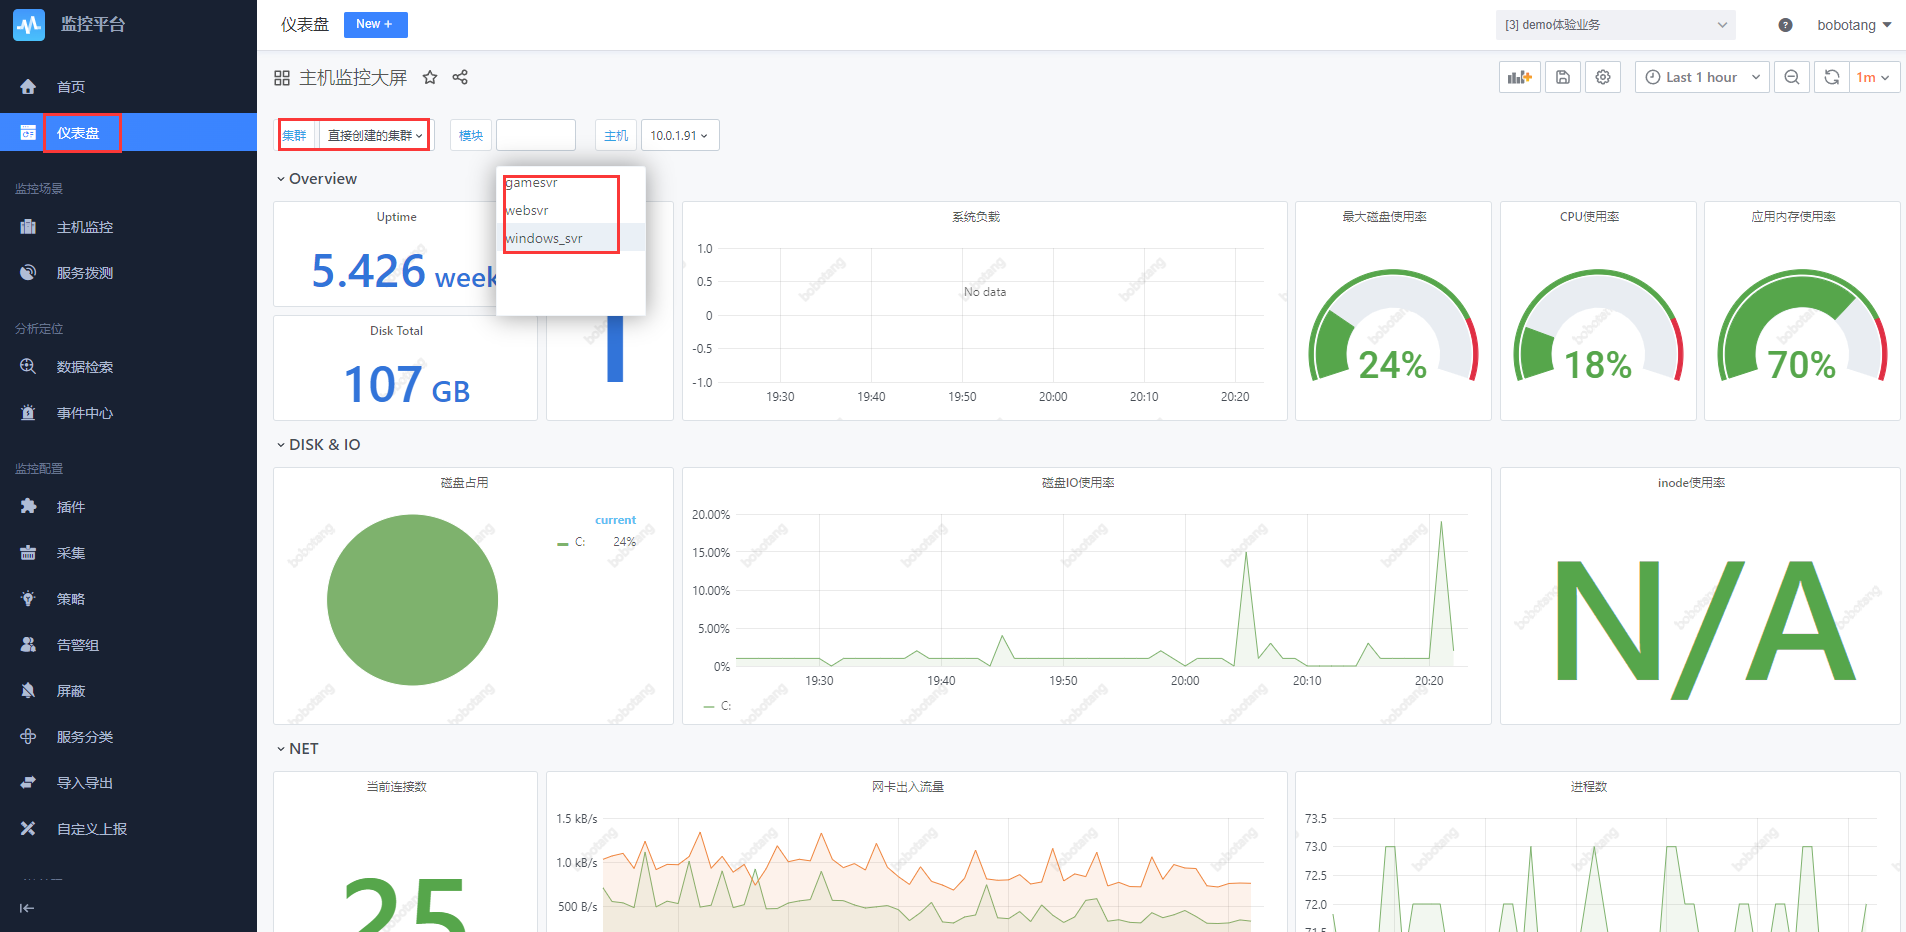 监控平台
仪表盘
New +
[3] demo体验业务
bobotang
首页
仪表盘
监控场景
主机监控
服务拨测
分析定位
数据检索
事件中心
监控配置
插件
采集
策略
告警组
屏蔽
服务分类
导入导出
自定义上报
主机监控大屏
Last 1 hour
1m
集群
直接创建的集群
模块
主机
10.0.1.91
gamesvr
websvr
windows_svr
Overview
Uptime
5.426 week
Disk Total
107 GB
系统负载
1.0
0.5
0
-0.5
-1.0
No data
19:30
19:40
19:50
20:00
20:10
20:20
最大磁盘使用率
24%
CPU使用率
18%
应用内存使用率
70%
DISK & IO
磁盘占用
current
C:
24%
磁盘IO使用率
20.00%
15.00%
10.00%
5.00%
0%
19:30
19:40
19:50
20:00
20:10
20:20
C:
inode使用率
N/A
NET
当前连接数
25
网卡出入流量
1.5 kB/s
1.0 kB/s
500 B/s
进程数
73.5
73.0
72.5
72.0
71.5
bobotang